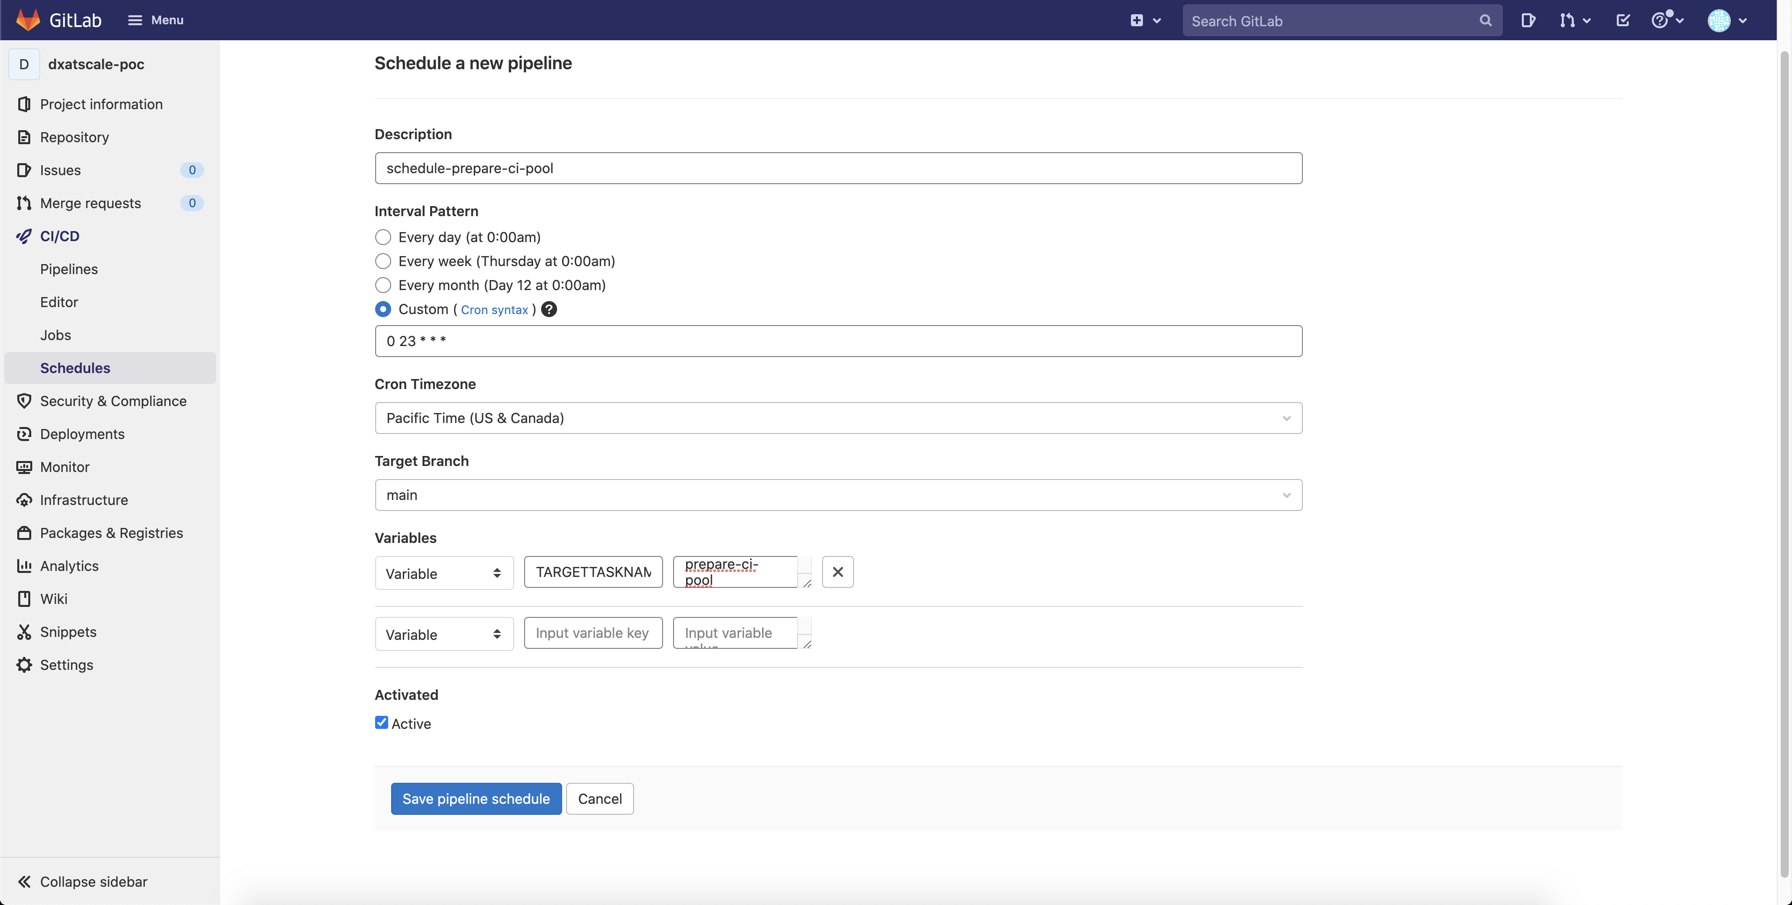 GitLab
Menu
Search GitLab
D dxatscale-poc
Project information
Repository
Issues 0
Merge requests 0
CI/CD
Pipelines
Editor
Jobs
Schedules
Security & Compliance
Deployments
Monitor
Infrastructure
Packages & Registries
Analytics
Wiki
Snippets
Settings
Collapse sidebar
Schedule a new pipeline
Description
schedule-prepare-ci-pool
Interval Pattern
Every day (at 0:00am)
Every week (Thursday at 0:00am)
Every month (Day 12 at 0:00am)
Custom ( Cron syntax ) ?
0 23 * * *
Cron Timezone
Pacific Time (US & Canada)
Target Branch
main
Variables
Variable TARGETTASKNAM prepare-ci-
pool
Variable Input variable key Input variable
value
Activated
Active
Save pipeline schedule Cancel